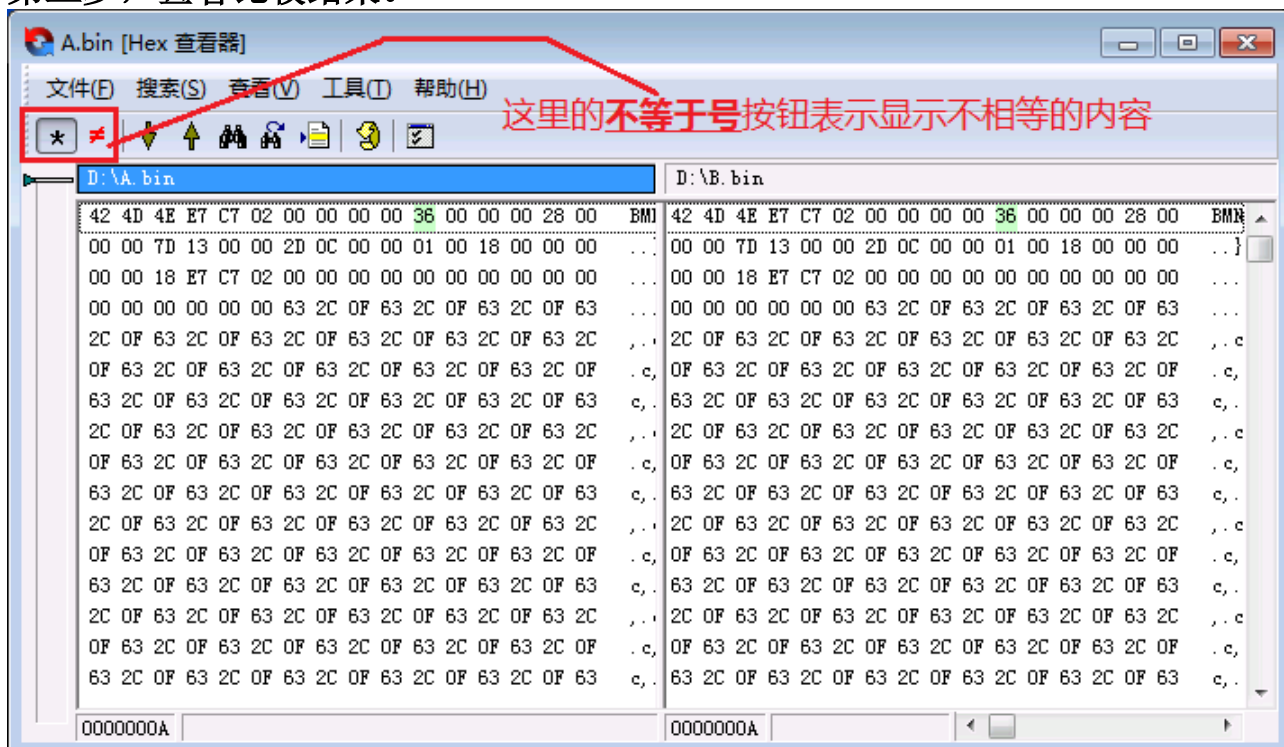 A.bin [Hex 查看器]
文件(F) 搜索(S) 查看(V) 工具(T) 帮助(H)
这里的不等于号按钮表示显示不相等的内容
* ≠
D:\A.bin D:\B.bin
42 4D 4E E7 C7 02 00 00 00 00 36 00 00 00 28 00 BM 42 4D 4E E7 C7 02 00 00 00 00 36 00 00 00 28 00 BMN
00 00 7D 13 00 00 2D 0C 00 00 01 00 18 00 00 00 ... 00 00 7D 13 00 00 2D 0C 00 00 01 00 18 00 00 00 ..}
00 00 18 E7 C7 02 00 00 00 00 00 00 00 00 00 00 ... 00 00 18 E7 C7 02 00 00 00 00 00 00 00 00 00 00 ...
00 00 00 00 00 00 63 2C 0F 63 2C 0F 63 2C 0F 63 ... 00 00 00 00 00 00 63 2C 0F 63 2C 0F 63 2C 0F 63 ...
2C 0F 63 2C 0F 63 2C 0F 63 2C 0F 63 2C 0F 63 2C ,. 2C 0F 63 2C 0F 63 2C 0F 63 2C 0F 63 2C 0F 63 2C ,.c
0F 63 2C 0F 63 2C 0F 63 2C 0F 63 2C 0F 63 2C 0F .c, 0F 63 2C 0F 63 2C 0F 63 2C 0F 63 2C 0F 63 2C 0F .c,
63 2C 0F 63 2C 0F 63 2C 0F 63 2C 0F 63 2C 0F 63 c,. 63 2C 0F 63 2C 0F 63 2C 0F 63 2C 0F 63 2C 0F 63 c,.
2C 0F 63 2C 0F 63 2C 0F 63 2C 0F 63 2C 0F 63 2C ,. 2C 0F 63 2C 0F 63 2C 0F 63 2C 0F 63 2C 0F 63 2C ,.c
0F 63 2C 0F 63 2C 0F 63 2C 0F 63 2C 0F 63 2C 0F .c, 0F 63 2C 0F 63 2C 0F 63 2C 0F 63 2C 0F 63 2C 0F .c,
63 2C 0F 63 2C 0F 63 2C 0F 63 2C 0F 63 2C 0F 63 c,. 63 2C 0F 63 2C 0F 63 2C 0F 63 2C 0F 63 2C 0F 63 c,.
2C 0F 63 2C 0F 63 2C 0F 63 2C 0F 63 2C 0F 63 2C ,. 2C 0F 63 2C 0F 63 2C 0F 63 2C 0F 63 2C 0F 63 2C ,.c
0F 63 2C 0F 63 2C 0F 63 2C 0F 63 2C 0F 63 2C 0F .c, 0F 63 2C 0F 63 2C 0F 63 2C 0F 63 2C 0F 63 2C 0F .c,
63 2C 0F 63 2C 0F 63 2C 0F 63 2C 0F 63 2C 0F 63 c,. 63 2C 0F 63 2C 0F 63 2C 0F 63 2C 0F 63 2C 0F 63 c,.
2C 0F 63 2C 0F 63 2C 0F 63 2C 0F 63 2C 0F 63 2C ,. 2C 0F 63 2C 0F 63 2C 0F 63 2C 0F 63 2C 0F 63 2C ,.c
0F 63 2C 0F 63 2C 0F 63 2C 0F 63 2C 0F 63 2C 0F .c, 0F 63 2C 0F 63 2C 0F 63 2C 0F 63 2C 0F 63 2C 0F .c,
63 2C 0F 63 2C 0F 63 2C 0F 63 2C 0F 63 2C 0F 63 c,. 63 2C 0F 63 2C 0F 63 2C 0F 63 2C 0F 63 2C 0F 63 c,.
0000000A 0000000A